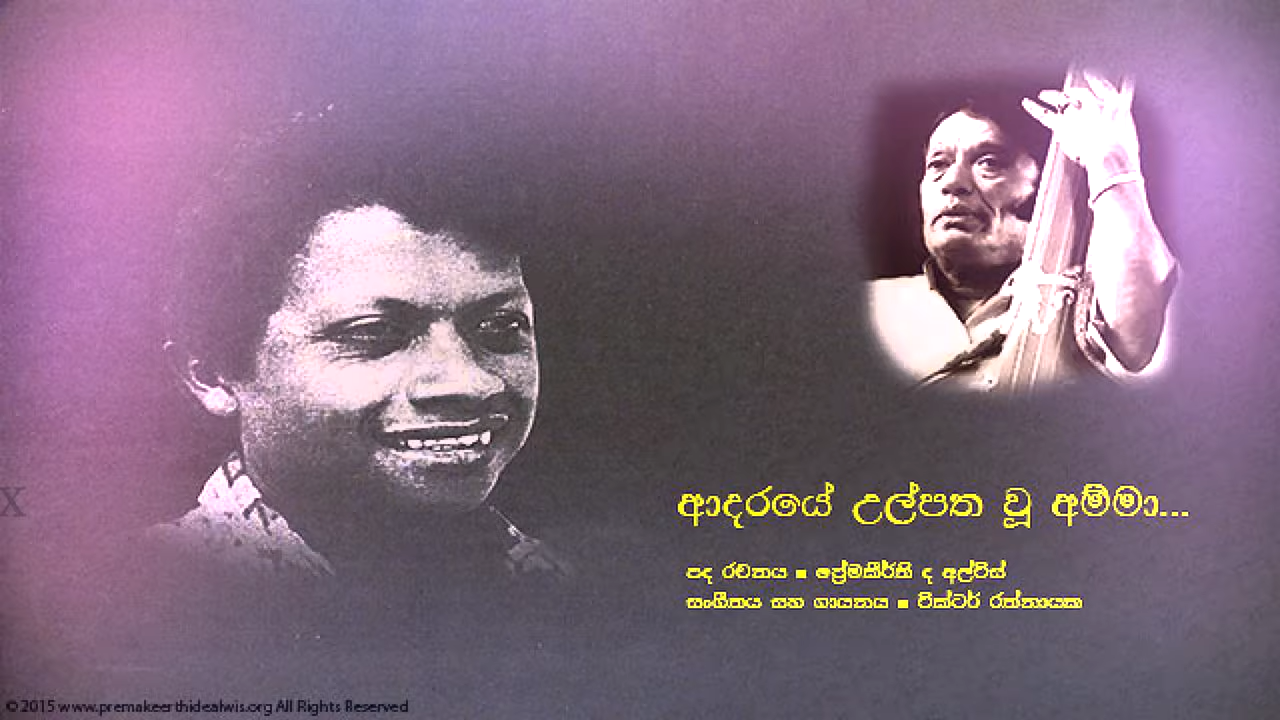 ආදරයේ උල්පත වූ අම්මා...
පද රචනය ■ ප්‍රේමකීර්ති ද අල්විස්
සංගීතය සහ ගායනය ■ වික්ටර් රත්නායක
X
© 2015 www.premakeerthidealwis.org All Rights Reserved